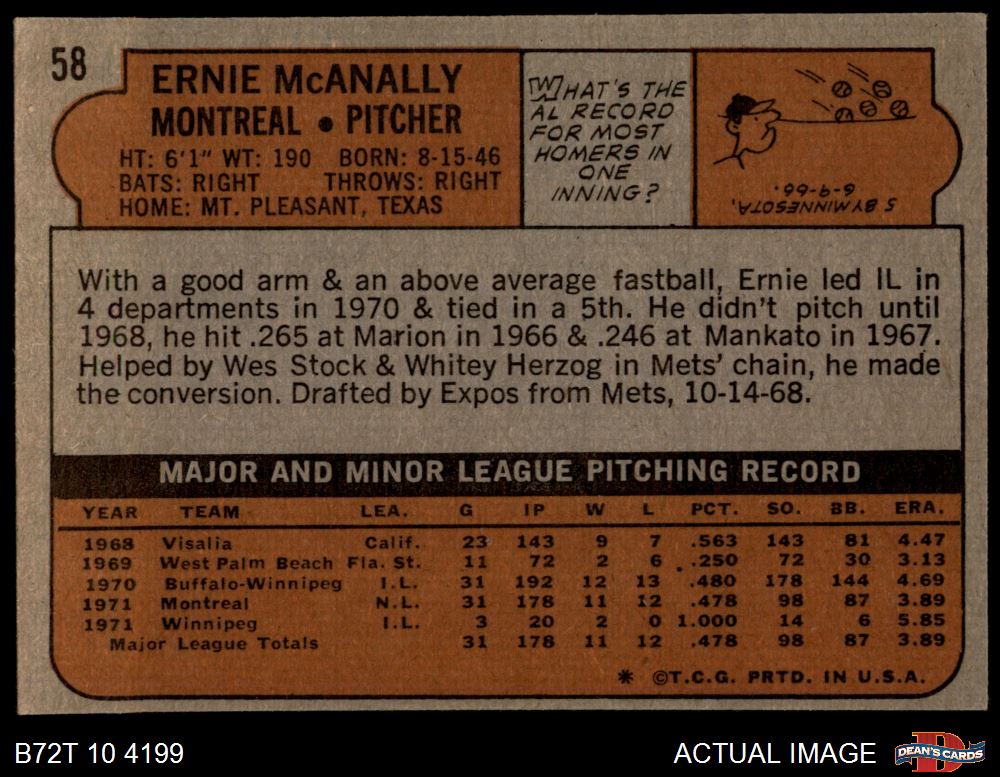 58
ERNIE McANALLY
MONTREAL • PITCHER
HT: 6'1" WT: 190 BORN: 8-15-46
BATS: RIGHT THROWS: RIGHT
HOME: MT. PLEASANT, TEXAS
WHAT'S THE
AL RECORD
FOR MOST
HOMERS IN
ONE
INNING?
5 BY MINNESOTA,
6-9-66.
With a good arm & an above average fastball, Ernie led IL in
4 departments in 1970 & tied in a 5th. He didn't pitch until
1968, he hit .265 at Marion in 1966 & .246 at Mankato in 1967.
Helped by Wes Stock & Whitey Herzog in Mets' chain, he made
the conversion. Drafted by Expos from Mets, 10-14-68.
MAJOR AND MINOR LEAGUE PITCHING RECORD
YEAR TEAM LEA. G IP W L PCT. SO. BB. ERA.
1968 Visalia Calif. 23 143 9 7 .563 143 81 4.47
1969 West Palm Beach Fla. St. 11 72 2 6 .250 72 30 3.13
1970 Buffalo-Winnipeg I.L. 31 192 12 13 .480 178 144 4.69
1971 Montreal N.L. 31 178 11 12 .478 98 87 3.89
1971 Winnipeg I.L. 3 20 2 0 1.000 14 6 5.85
Major League Totals 31 178 11 12 .478 98 87 3.89
* ©T.C.G. PRTD. IN U.S.A.
B72T 10 4199
ACTUAL IMAGE
DEAN'S CARDS